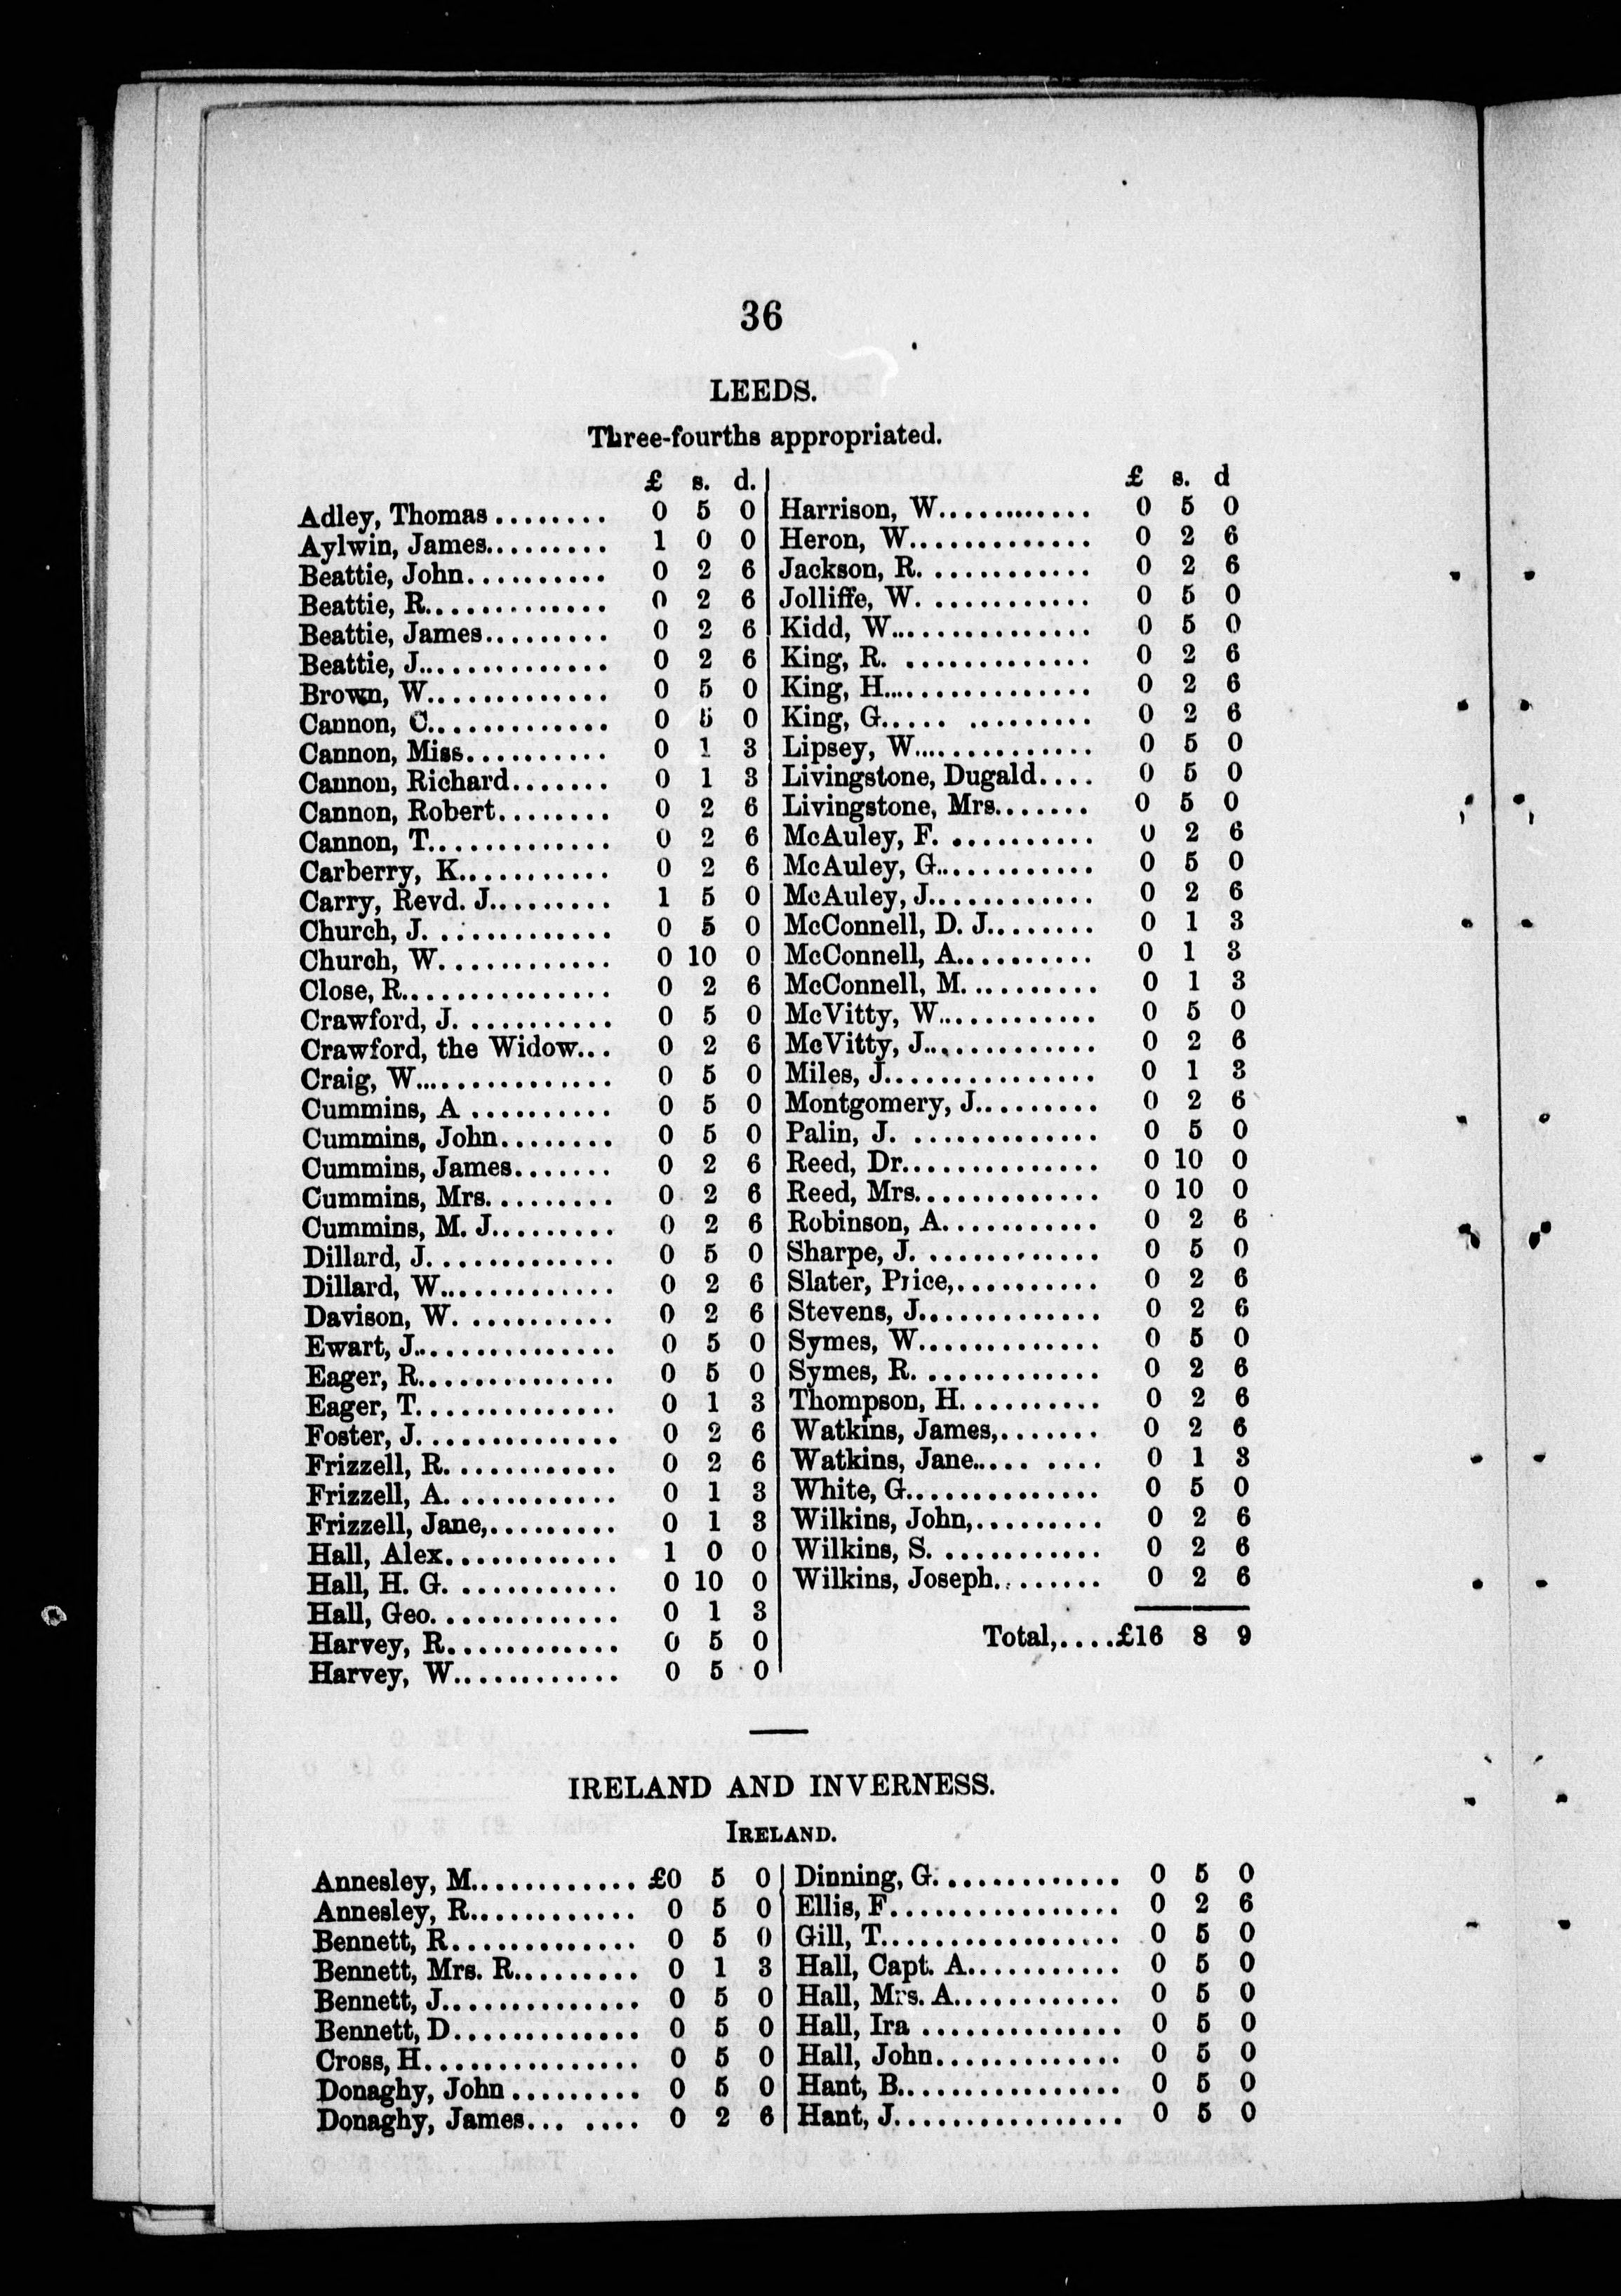 36
LEEDS.
Three-fourths appropriated.
£ s. d.
Adley, Thomas........ 0 5 0
Aylwin, James......... 1 0 0
Beattie, John.......... 0 2 6
Beattie, R............. 0 2 6
Beattie, James......... 0 2 6
Beattie, J.............. 0 2 6
Brown, W............. 0 5 0
Cannon, C............. 0 5 0
Cannon, Miss.......... 0 1 3
Cannon, Richard....... 0 1 3
Cannon, Robert........ 0 2 6
Cannon, T............. 0 2 6
Carberry, K........... 0 2 6
Carry, Revd. J......... 1 5 0
Church, J. ............ 0 5 0
Church, W............ 0 10 0
Close, R............... 0 2 6
Crawford, J. .......... 0 5 0
Crawford, the Widow... 0 2 6
Craig, W.............. 0 5 0
Cummins, A .......... 0 5 0
Cummins, John........ 0 5 0
Cummins, James....... 0 2 6
Cummins, Mrs......... 0 2 6
Cummins, M. J......... 0 2 6
Dillard, J............. 0 5 0
Dillard, W............ 0 2 6
Davison, W. .......... 0 2 6
Ewart, J.............. 0 5 0
Eager, R.............. 0 5 0
Eager, T.............. 0 1 3
Foster, J.............. 0 2 6
Frizzell, R............ 0 2 6
Frizzell, A............ 0 1 3
Frizzell, Jane,......... 0 1 3
Hall, Alex............ 1 0 0
Hall, H. G............ 0 10 0
Hall, Geo............. 0 1 3
Harvey, R............ 0 5 0
Harvey, W............ 0 5 0
£ s. d
Harrison, W........... 0 5 0
Heron, W............. 0 2 6
Jackson, R. ........... 0 2 6
Jolliffe, W. ........... 0 5 0
Kidd, W.............. 0 5 0
King, R. ............. 0 2 6
King, H.............. 0 2 6
King, G..... ......... 0 2 6
Lipsey, W............. 0 5 0
Livingstone, Dugald.... 0 5 0
Livingstone, Mrs....... 0 5 0
McAuley, F. .......... 0 2 6
McAuley, G............ 0 5 0
McAuley, J............ 0 2 6
McConnell, D. J........ 0 1 3
McConnell, A.......... 0 1 3
McConnell, M. ......... 0 1 3
McVitty, W............ 0 5 0
McVitty, J............. 0 2 6
Miles, J............... 0 1 3
Montgomery, J......... 0 2 6
Palin, J. ............. 0 5 0
Reed, Dr.............. 0 10 0
Reed, Mrs............. 0 10 0
Robinson, A........... 0 2 6
Sharpe, J. ............ 0 5 0
Slater, Price,.......... 0 2 6
Stevens, J............. 0 2 6
Symes, W............. 0 5 0
Symes, R. ............ 0 2 6
Thompson, H.......... 0 2 6
Watkins, James,....... 0 2 6
Watkins, Jane..... .... 0 1 3
White, G.............. 0 5 0
Wilkins, John,......... 0 2 6
Wilkins, S. ........... 0 2 6
Wilkins, Joseph........ 0 2 6
Total,....£16 8 9
IRELAND AND INVERNESS.
IRELAND.
Annesley, M............ £0 5 0
Annesley, R............ 0 5 0
Bennett, R............. 0 5 0
Bennett, Mrs. R......... 0 1 3
Bennett, J.............. 0 5 0
Bennett, D............. 0 5 0
Cross, H............... 0 5 0
Donaghy, John ......... 0 5 0
Donaghy, James... .... 0 2 6
Dinning, G............. 0 5 0
Ellis, F................ 0 2 6
Gill, T................. 0 5 0
Hall, Capt. A........... 0 5 0
Hall, Mrs. A............ 0 5 0
Hall, Ira .............. 0 5 0
Hall, John............. 0 5 0
Hant, B................ 0 5 0
Hant, J................ 0 5 0